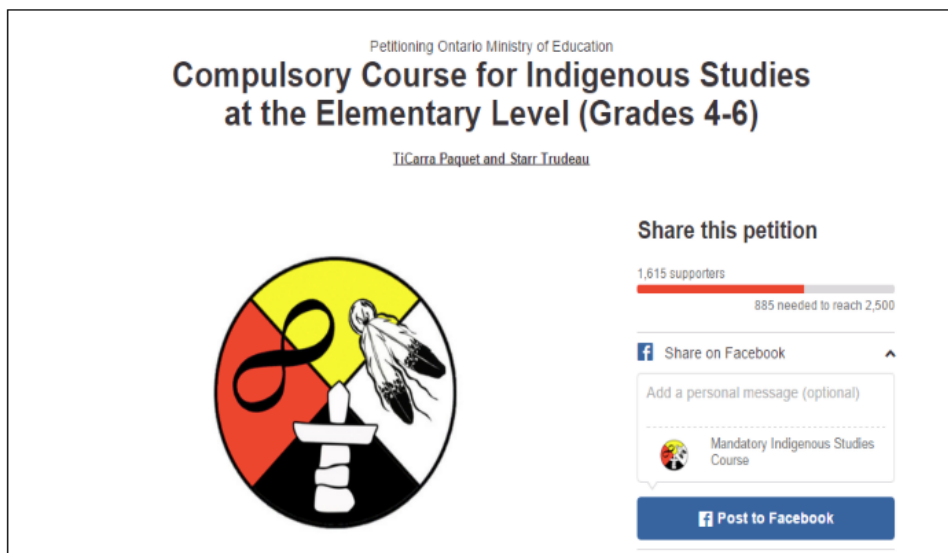 Petitioning Ontario Ministry of Education
Compulsory Course for Indigenous Studies
at the Elementary Level (Grades 4-6)
TiCarra Paquet and Starr Trudeau
Share this petition
1,615 supporters
885 needed to reach 2,500
Share on Facebook
Add a personal message (optional)
Mandatory Indigenous Studies
Course
Post to Facebook